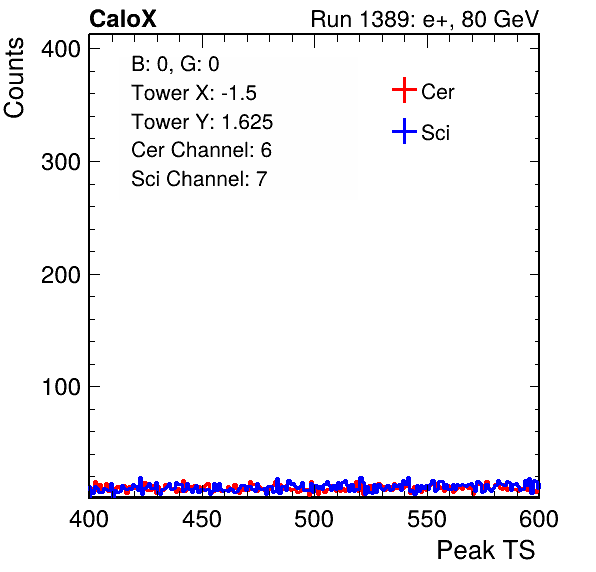 CaloX Run 1389: e+, 80 GeV
Counts
400
300
200
100
B: 0, G: 0
Tower X: -1.5
Tower Y: 1.625
Cer Channel: 6
Sci Channel: 7
Cer
Sci
400 450 500 550 600
Peak TS